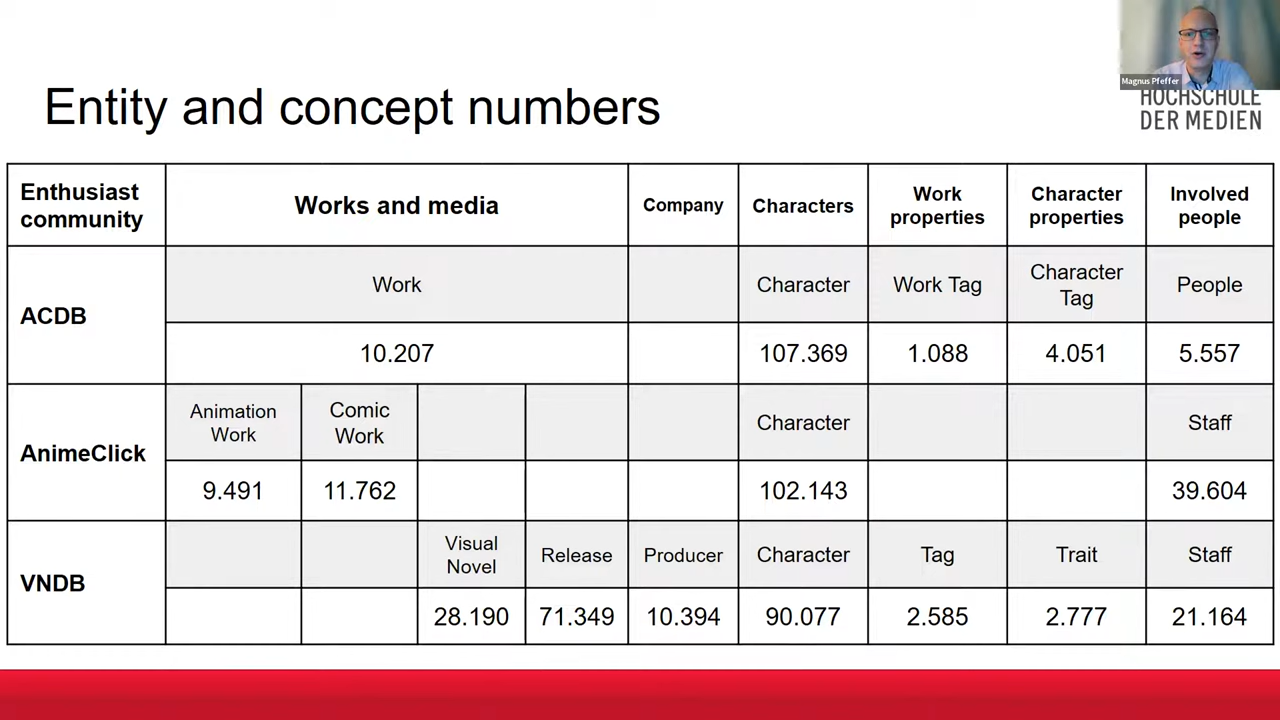 Magnus Pfeffer
HOCHSCHULE
DER MEDIEN
Entity and concept numbers
Enthusiast
community
Works and media
Company
Characters
Work
properties
Character
properties
Involved
people
ACDB
Work
Character
Work Tag
Character
Tag
People
10.207
107.369
1.088
4.051
5.557
AnimeClick
Animation
Work
Comic
Work
Character
Staff
9.491
11.762
102.143
39.604
VNDB
Visual
Novel
Release
Producer
Character
Tag
Trait
Staff
28.190
71.349
10.394
90.077
2.585
2.777
21.164